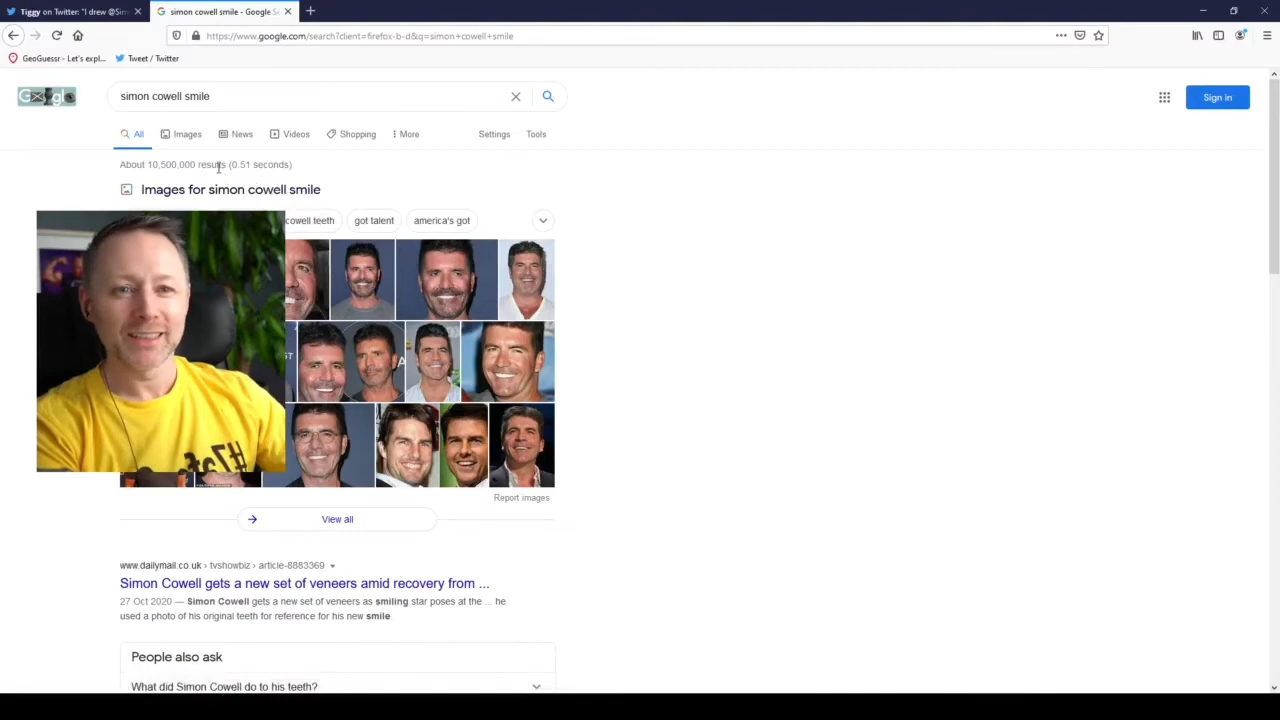 Tiggy on Twitter: "I drew @Sim
simon cowell smile - Google Se
https://www.google.com/search?client=firefox-b-d&q=simon+cowell+smile
GeoGuessr - Let's expl...
Tweet / Twitter
simon cowell smile
Sign in
All
Images
News
Videos
Shopping
More
Settings
Tools
About 10,500,000 results (0.51 seconds)
Images for simon cowell smile
cowell teeth
got talent
america's got
Report images
View all
www.dailymail.co.uk › tvshowbiz › article-8883369
Simon Cowell gets a new set of veneers amid recovery from ...
27 Oct 2020 — Simon Cowell gets a new set of veneers as smiling star poses at the ... he
used a photo of his original teeth for reference for his new smile.
People also ask
What did Simon Cowell do to his teeth?